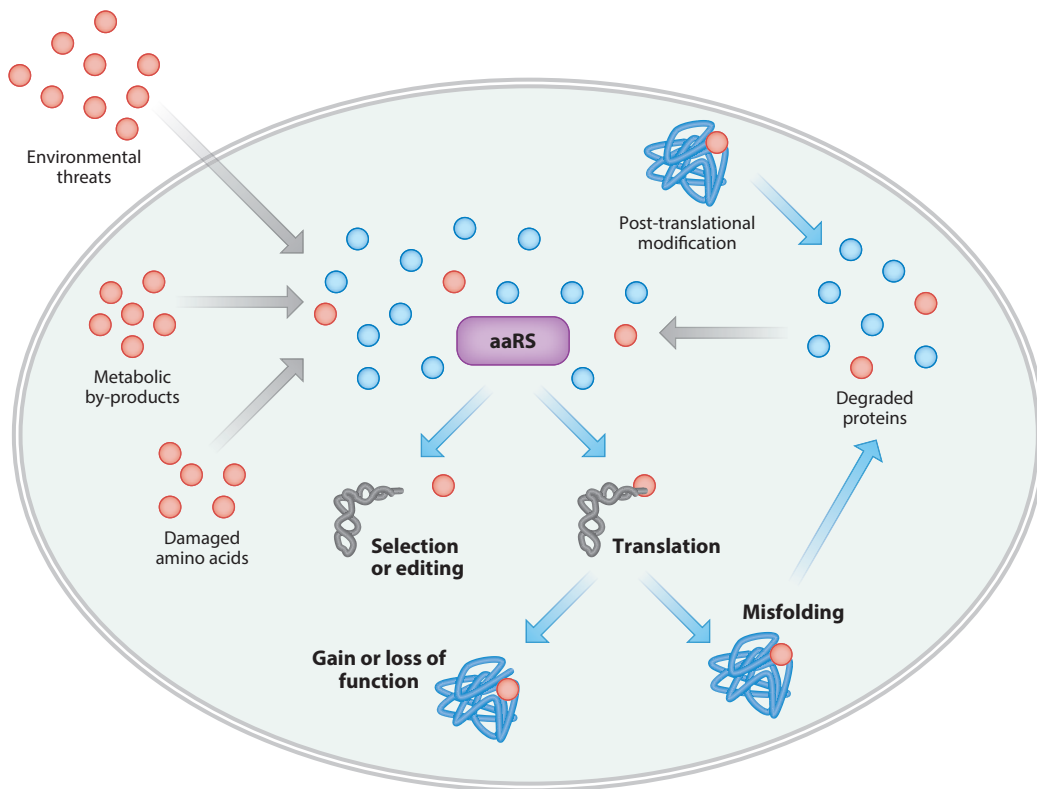 Environmental
threats
Post-translational
modification
aaRS
Metabolic
by-products
Degraded
proteins
Damaged
amino acids
Selection
or editing
Translation
Misfolding
Gain or loss of
function